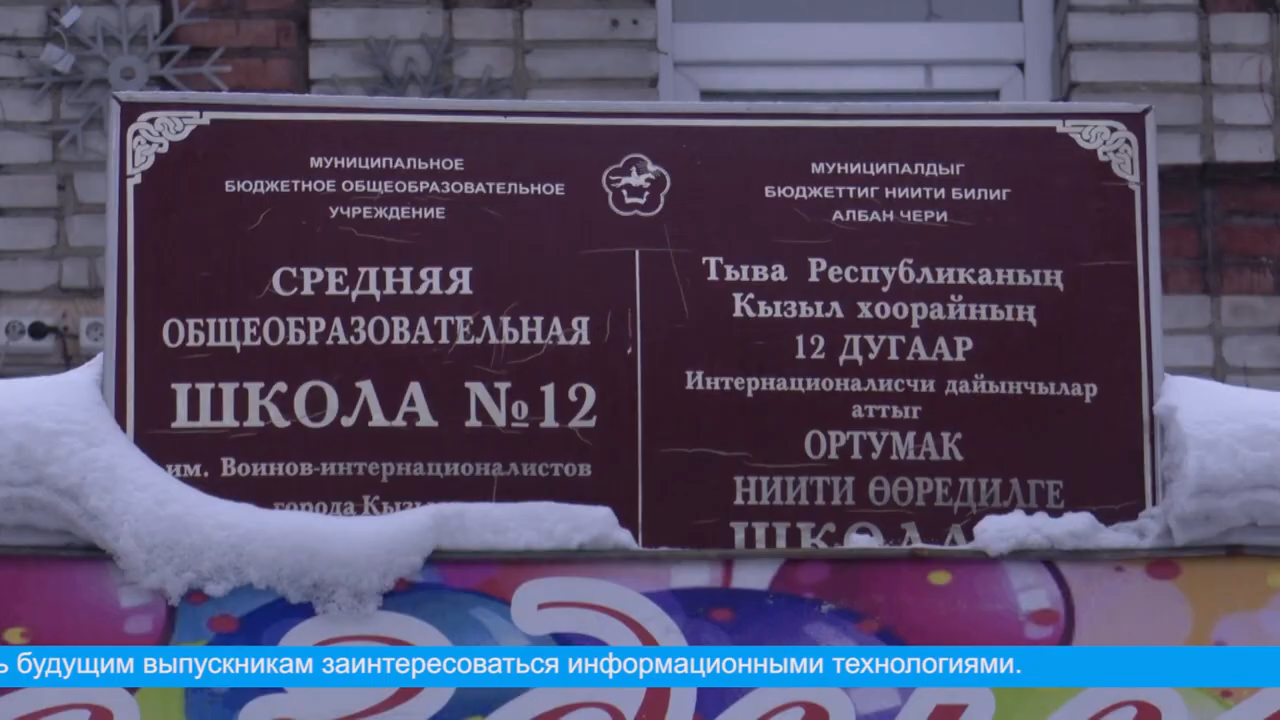 МУНИЦИПАЛЬНОЕ
БЮДЖЕТНОЕ ОБЩЕОБРАЗОВАТЕЛЬНОЕ
УЧРЕЖДЕНИЕ
СРЕДНЯЯ
ОБЩЕОБРАЗОВАТЕЛЬНАЯ
ШКОЛА №12
им. Воинов-интернационалистов
города
МУНИЦИПАЛДЫГ
БЮДЖЕТТИГ НИИТИ БИЛИГ
АЛБАН ЧЕРИ
Тыва Республиканың
Кызыл хоорайның
12 ДУГААР
Интернационалисчи дайынчылар
аттыг
ОРТУМАК
НИИТИ ӨӨРЕДИЛГЕ
будущим выпускникам заинтересоваться информационными технологиями.